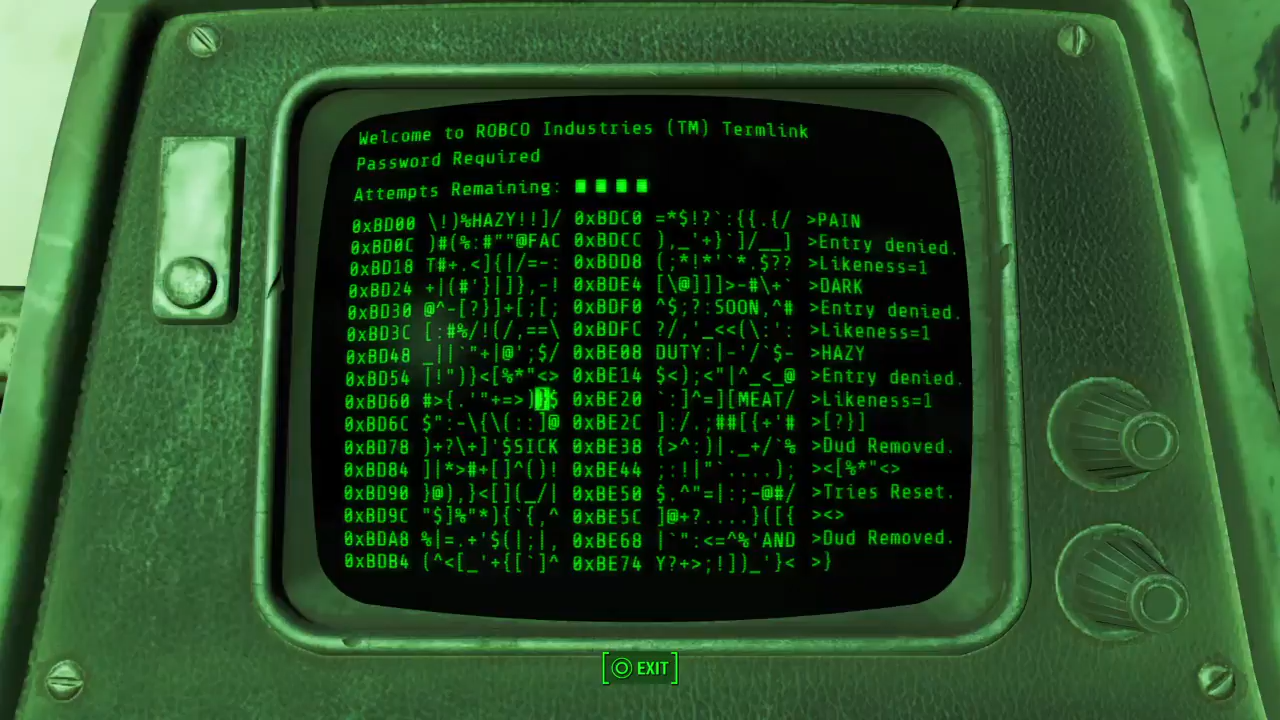 Welcome to ROBCO Industries (TM) Termlink
Password Required
Attempts Remaining: ■ ■ ■ ■
0xBD00 \!)%HAZY!!]/ 0xBDC0 =*$!?`:{{.{/ >PAIN
0xBD0C )#(%:#""@FAC 0xBDCC ),_'+}`]/__] >Entry denied.
0xBD18 T#+.<]{|/=-: 0xBDD8 (;*!*'`*.$?? >Likeness=1
0xBD24 +|(#'}|]},-! 0xBDE4 [\@]]]>-#\+` >DARK
0xBD30 @^-[?}]+[;[; 0xBDF0 ^$;?:SOON,^# >Entry denied.
0xBD3C [:#%/!(/,==\ 0xBDFC ?/,'_<<(\:': >Likeness=1
0xBD48 _||`"+|@';$/ 0xBE08 DUTY:|-'/`$- >HAZY
0xBD54 |!")}<[%*"<> 0xBE14 $<);<"|^_<_@ >Entry denied.
0xBD60 #>{.'"+=>)}$ 0xBE20 `:]^=][MEAT/ >Likeness=1
0xBD6C $":-\{\(::]@ 0xBE2C ]:/.;##[{+'# >[?}]
0xBD78 )+?\+]'$SICK 0xBE38 {>^:)|._+/`% >Dud Removed.
0xBD84 ]|*>#+[]^()! 0xBE44 ;:!|"`....); ><[%*"<>
0xBD90 }@),}<[](_/| 0xBE50 $.^"=|:;-@#/ >Tries Reset.
0xBD9C "$]%"*){`{,^ 0xBE5C ]@+?....}([{ ><>
0xBDA8 %|=.+'$(|;|, 0xBE68 |`":<=^%'AND >Dud Removed.
0xBDB4 (^<[_'+{[`]^ 0xBE74 Y?+>;!])_'}< >}
EXIT